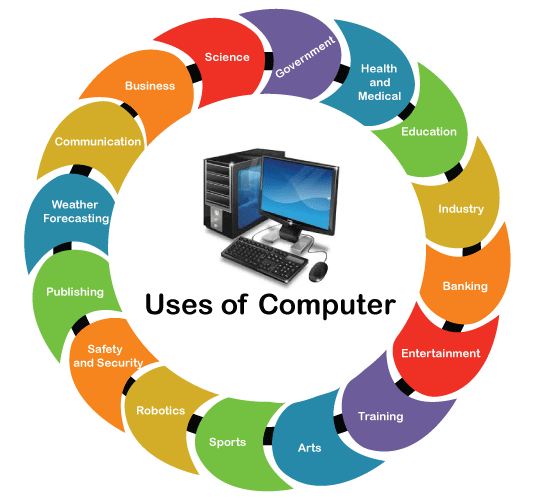 Government
Health
and
Medical
Education
Industry
Banking
Entertainment
Training
Arts
Sports
Robotics
Safety
and Security
Publishing
Weather
Forecasting
Communication
Business
Science
Uses of Computer